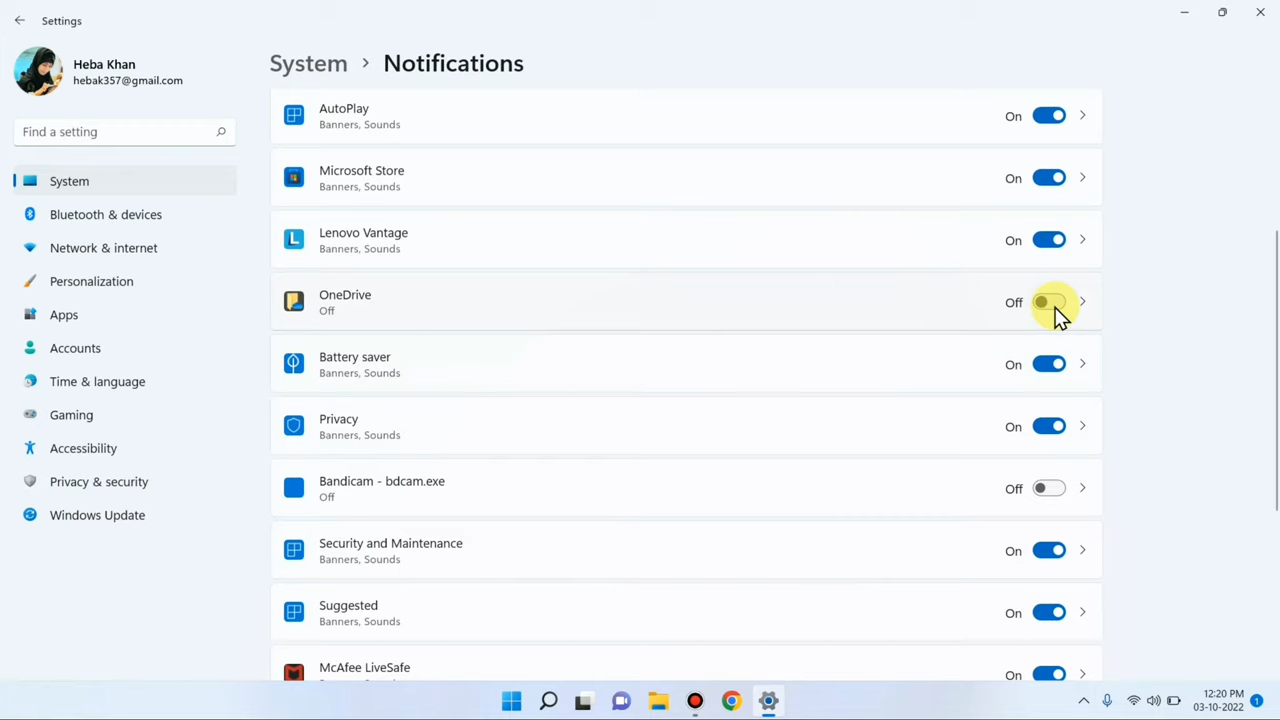 Settings
Heba Khan
hebak357@gmail.com
Find a setting
System
Bluetooth & devices
Network & internet
Personalization
Apps
Accounts
Time & language
Gaming
Accessibility
Privacy & security
Windows Update
System > Notifications
AutoPlay
Banners, Sounds
On
Microsoft Store
Banners, Sounds
On
Lenovo Vantage
Banners, Sounds
On
OneDrive
Off
Off
Battery saver
Banners, Sounds
On
Privacy
Banners, Sounds
On
Bandicam - bdcam.exe
Off
Off
Security and Maintenance
Banners, Sounds
On
Suggested
Banners, Sounds
On
McAfee LiveSafe
On
12:20 PM
03-10-2022
1